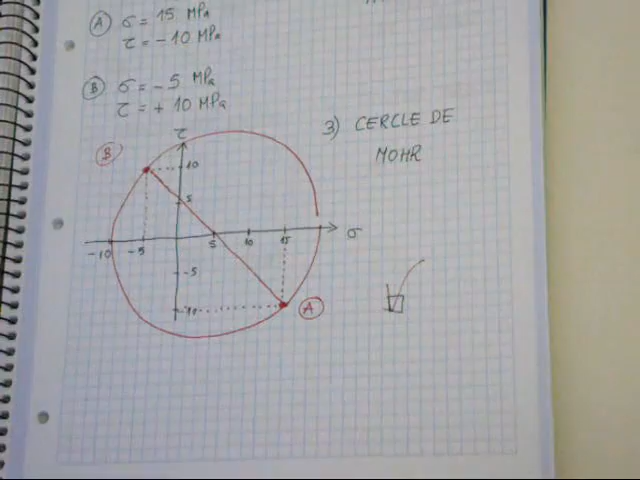 A σ = 15 MPa
τ = - 10 MPa
B σ = - 5 MPa
τ = + 10 MPa
3) CERCLE DE
MOHR
τ
B
10
5
σ
-10 -5 5 10 15
-5
-10
A